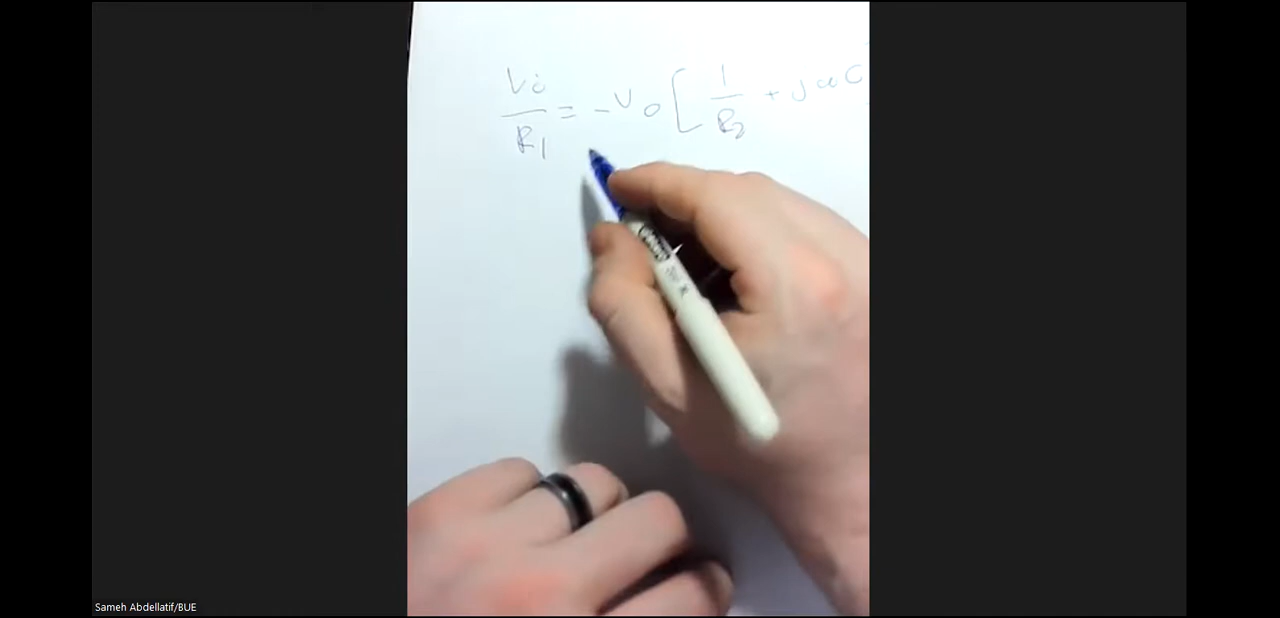 Vi/R1 = -Vo [ 1/R2 + jωC
Sameh Abdellatif/BUE